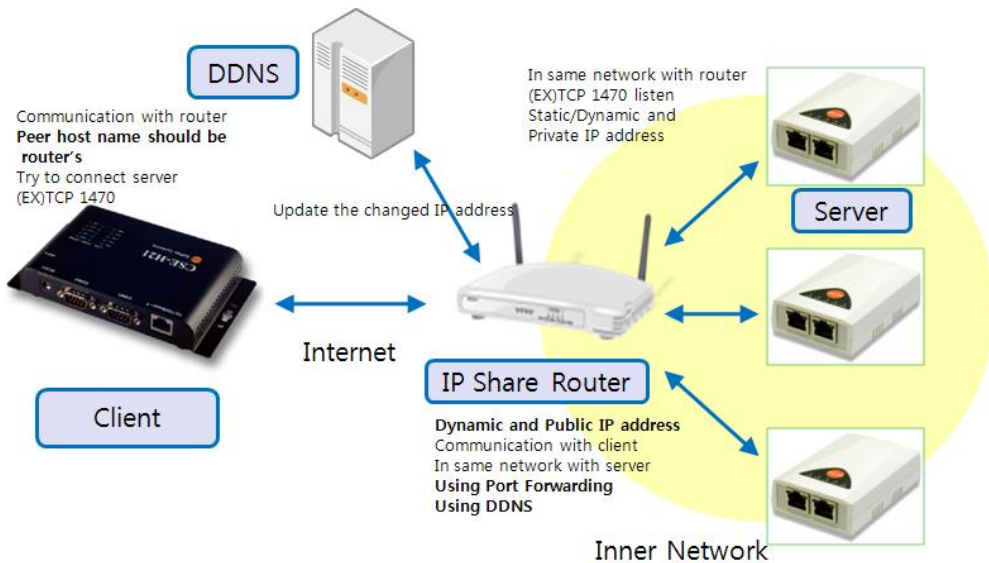 DDNS
In same network with router
(EX)TCP 1470 listen
Static/Dynamic and
Private IP address
Communication with router
Peer host name should be
router's
Try to connect server
(EX)TCP 1470
Update the changed IP address
Server
CSE-H21
Internet
Client
IP Share Router
Dynamic and Public IP address
Communication with client
In same network with server
Using Port Forwarding
Using DDNS
Inner Network